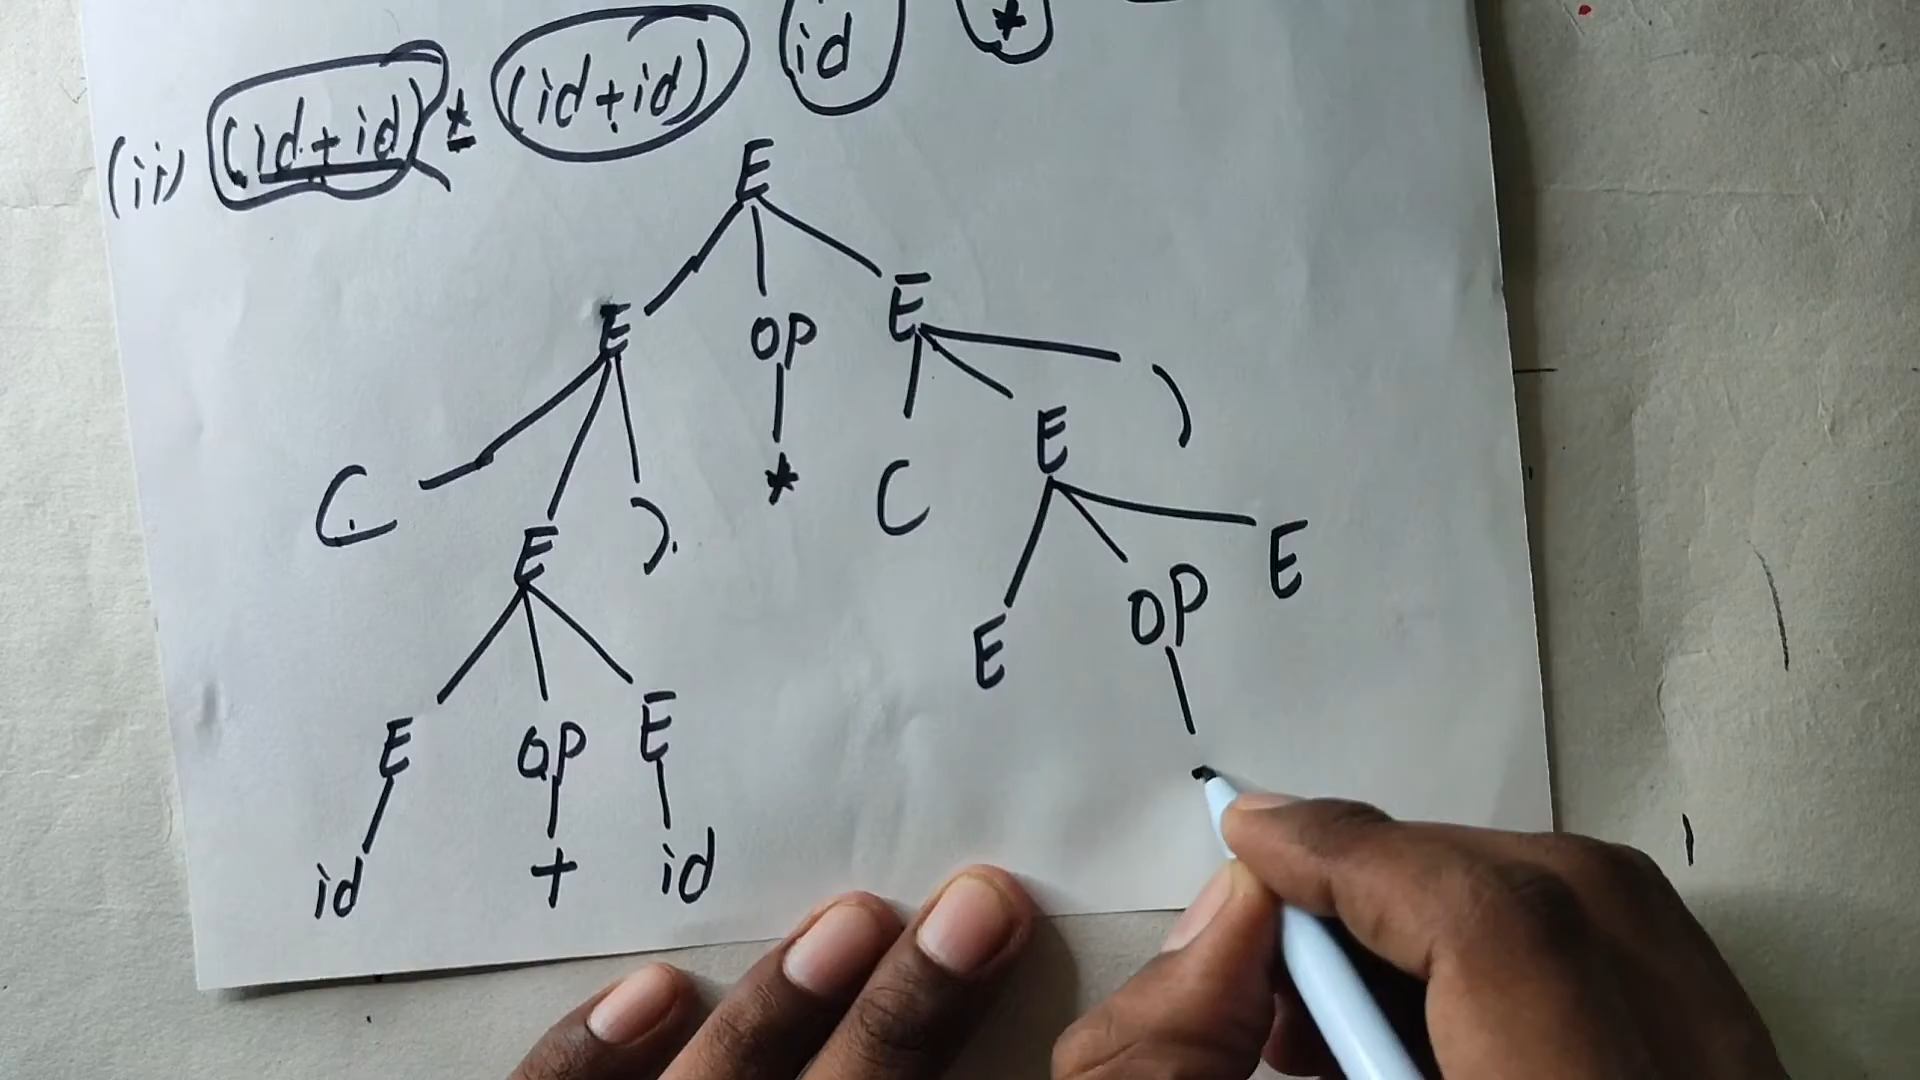 id *
(ii) (id+id) * (id+id)
E
E OP E
( E ) * ( E )
E OP E E OP E
id + id